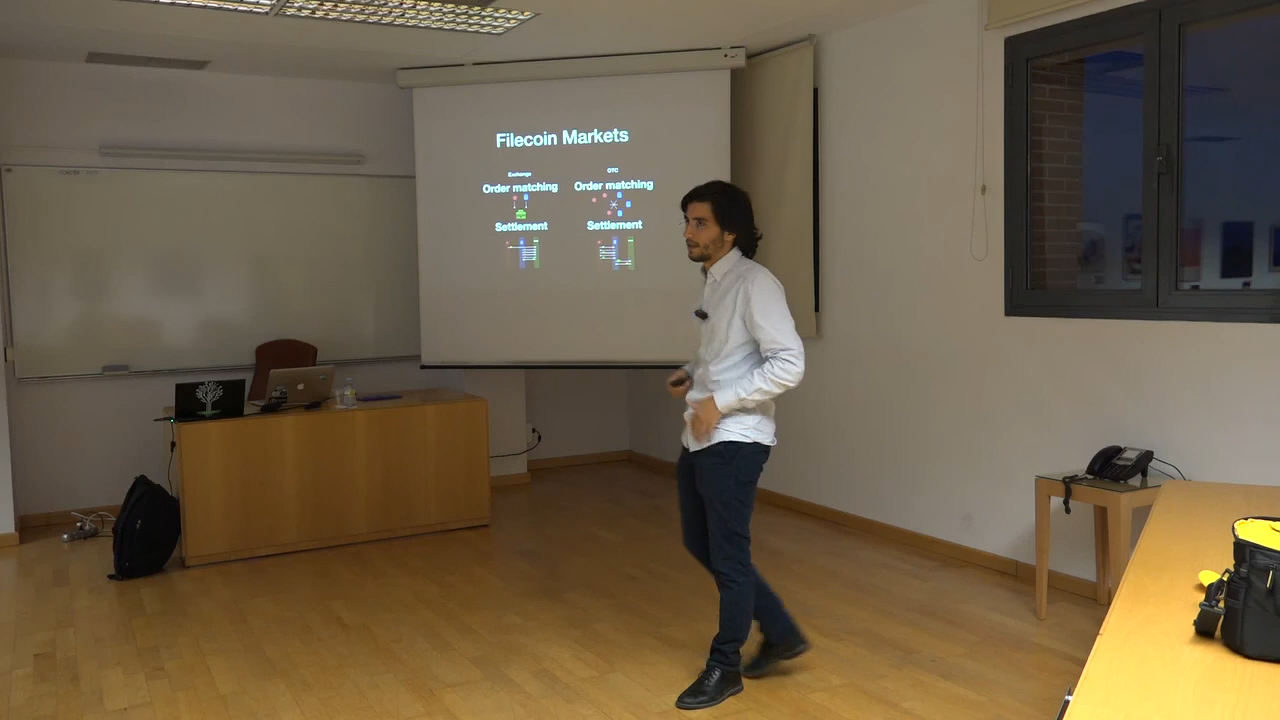 Filecoin Markets
Exchange
Order matching
Settlement
OTC
Order matching
Settlement